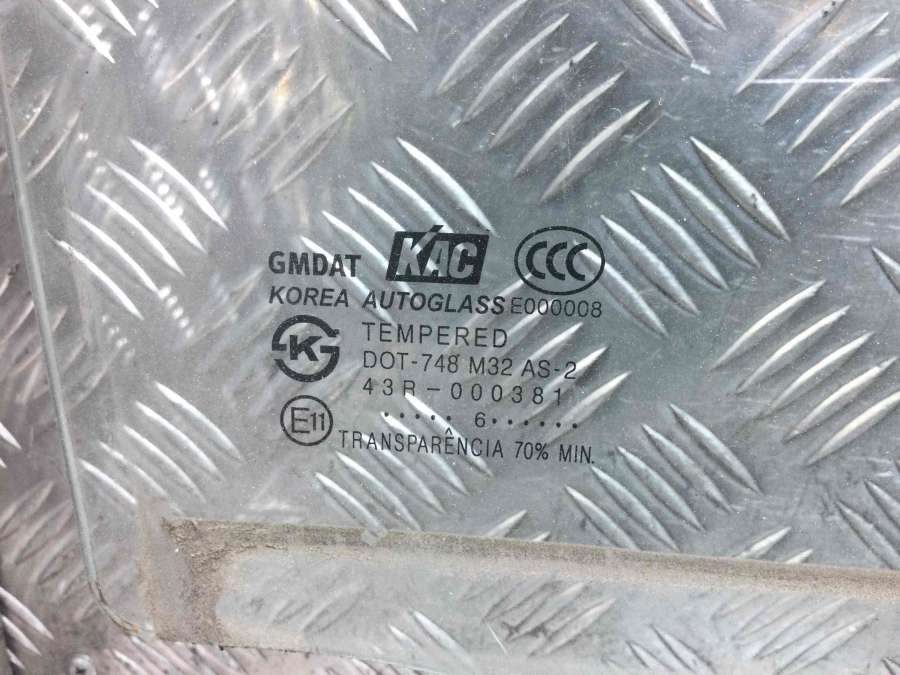 GMDAT KAC CCC
KOREA AUTOGLASS E000008
TEMPERED
DOT-748 M32 AS-2
43R-000381
..... 6......
E11
TRANSPARÊNCIA 70% MIN.